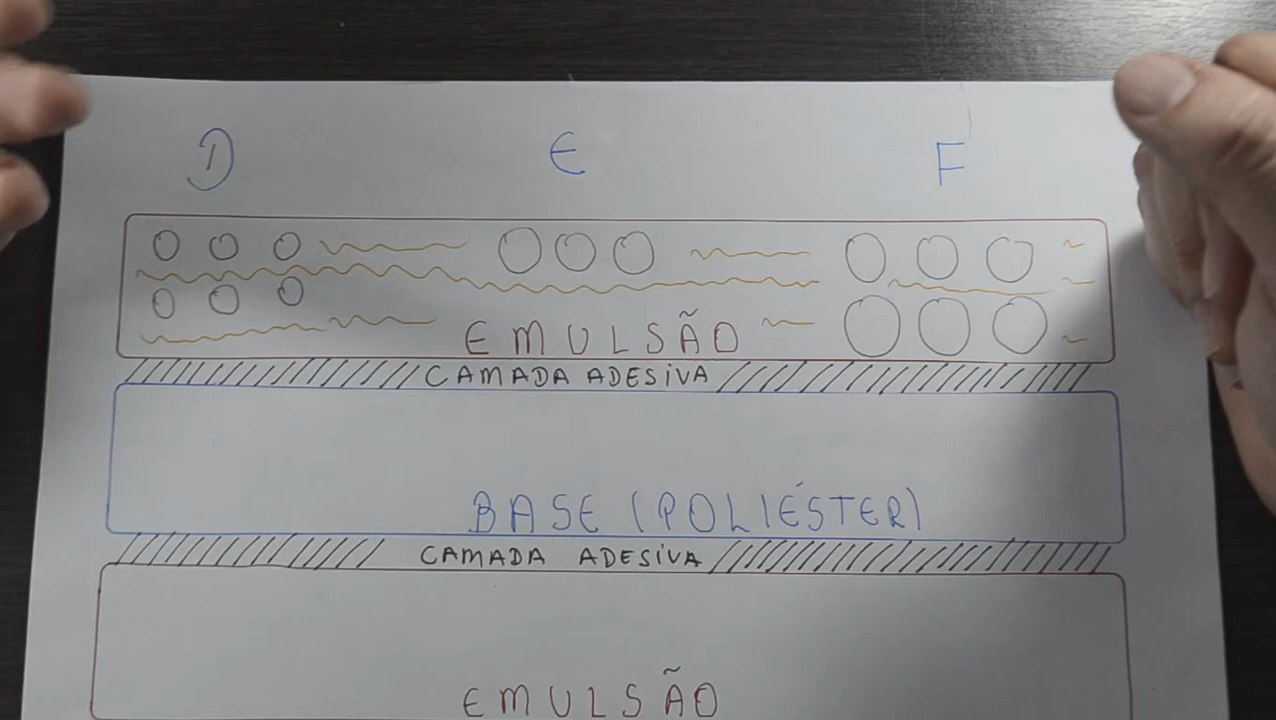 D E F
EMULSÃO
CAMADA ADESiVA
BASE (POLIÉSTER)
CAMADA ADESiVA
EMULSÃO